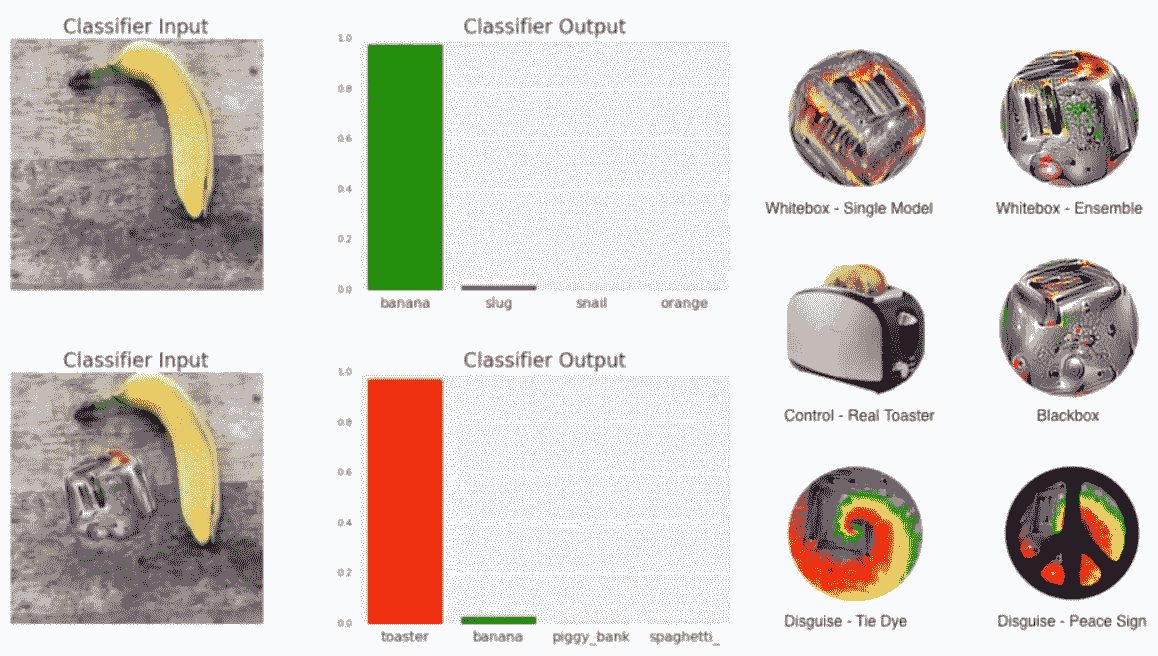 Classifier Input
Classifier Output
1.0
0.8
0.6
0.4
0.2
0.0
banana slug snail orange
Classifier Input
Classifier Output
1.0
0.8
0.6
0.4
0.2
0.0
toaster banana piggy_bank spaghetti_
Whitebox - Single Model
Whitebox - Ensemble
Control - Real Toaster
Blackbox
Disguise - Tie Dye
Disguise - Peace Sign